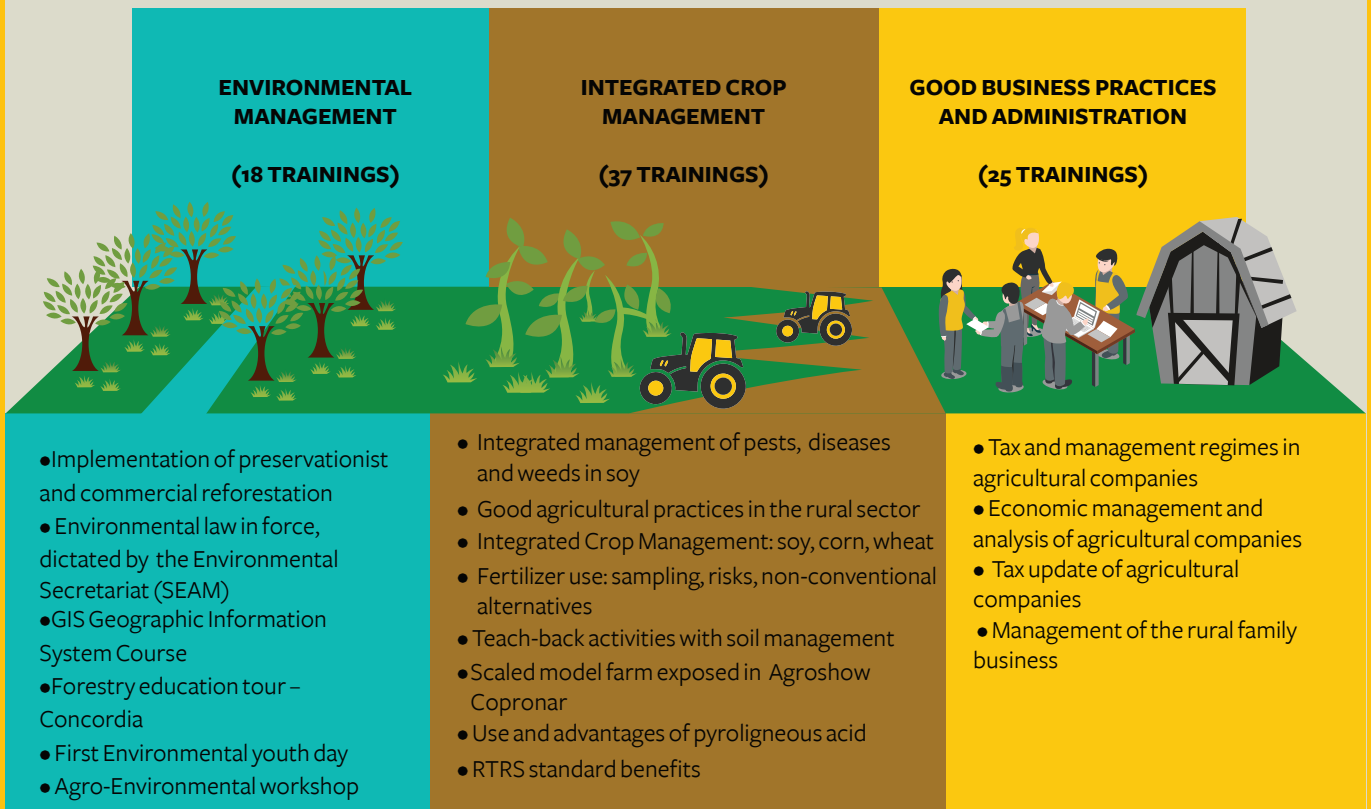 ENVIRONMENTAL
MANAGEMENT
(18 TRAININGS)
●Implementation of preservationist
and commercial reforestation
● Environmental law in force,
dictated by the Environmental
Secretariat (SEAM)
●GIS Geographic Information
System Course
●Forestry education tour –
Concordia
● First Environmental youth day
● Agro-Environmental workshop
INTEGRATED CROP
MANAGEMENT
(37 TRAININGS)
● Integrated management of pests, diseases
and weeds in soy
● Good agricultural practices in the rural sector
● Integrated Crop Management: soy, corn, wheat
● Fertilizer use: sampling, risks, non-conventional
alternatives
● Teach-back activities with soil management
●Scaled model farm exposed in Agroshow
Copronar
● Use and advantages of pyroligneous acid
● RTRS standard benefits
GOOD BUSINESS PRACTICES
AND ADMINISTRATION
(25 TRAININGS)
● Tax and management regimes in
agricultural companies
● Economic management and
analysis of agricultural companies
● Tax update of agricultural
companies
● Management of the rural family
business